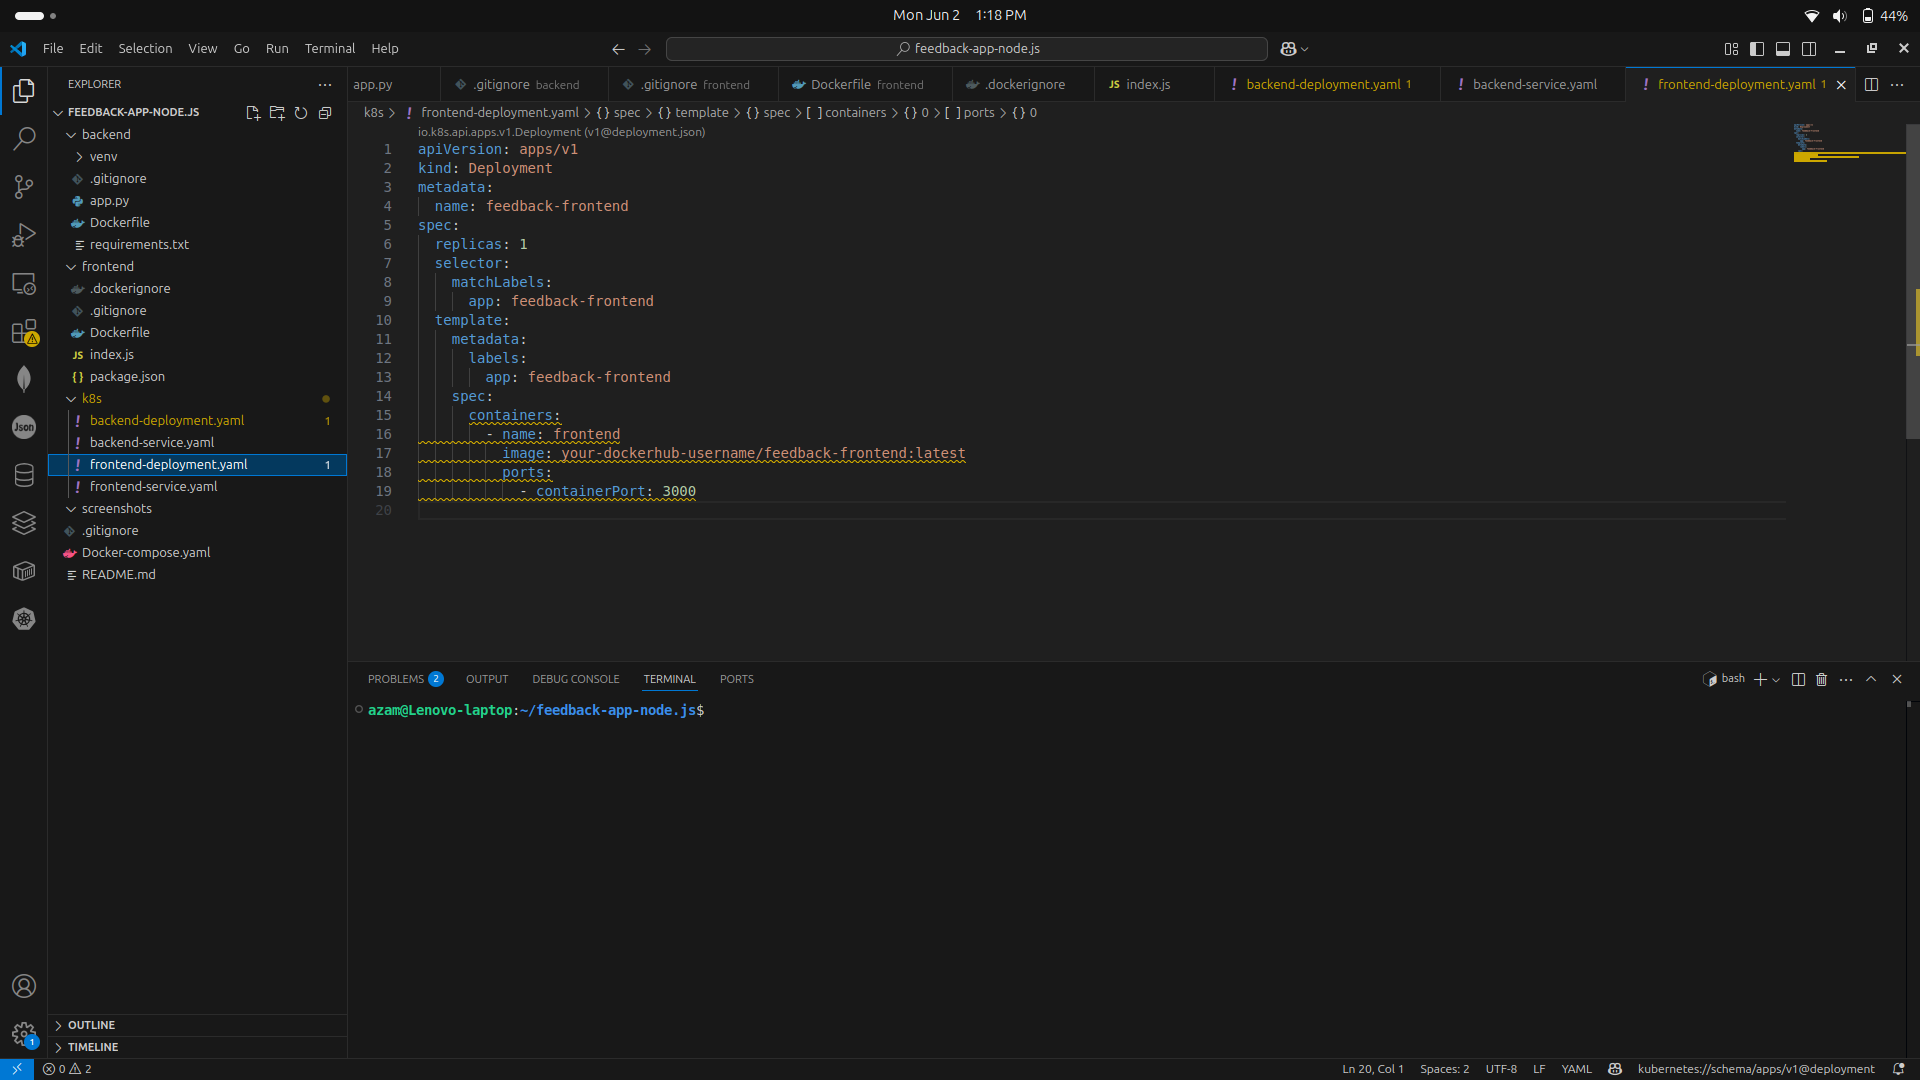 Mon Jun 2 1:18 PM
44%
File Edit Selection View Go Run Terminal Help
feedback-app-node.js
EXPLORER
FEEDBACK-APP-NODE.JS
backend
venv
.gitignore
app.py
Dockerfile
requirements.txt
frontend
.dockerignore
.gitignore
Dockerfile
JS index.js
{} package.json
k8s
! backend-deployment.yaml 1
! backend-service.yaml
! frontend-deployment.yaml 1
! frontend-service.yaml
screenshots
.gitignore
Docker-compose.yaml
README.md
Json
OUTLINE
TIMELINE
1
app.py .gitignore backend .gitignore frontend Dockerfile frontend .dockerignore JS index.js ! backend-deployment.yaml 1 ! backend-service.yaml ! frontend-deployment.yaml 1
k8s > ! frontend-deployment.yaml > {} spec > {} template > {} spec > [ ] containers > {} 0 > [ ] ports > {} 0
io.k8s.api.apps.v1.Deployment (v1@deployment.json)
1 apiVersion: apps/v1
2 kind: Deployment
3 metadata:
4 name: feedback-frontend
5 spec:
6 replicas: 1
7 selector:
8 matchLabels:
9 app: feedback-frontend
10 template:
11 metadata:
12 labels:
13 app: feedback-frontend
14 spec:
15 containers:
16 - name: frontend
17 image: your-dockerhub-username/feedback-frontend:latest
18 ports:
19 - containerPort: 3000
20
PROBLEMS 2 OUTPUT DEBUG CONSOLE TERMINAL PORTS
bash
azam@Lenovo-laptop:~/feedback-app-node.js$
0 2
Ln 20, Col 1 Spaces: 2 UTF-8 LF YAML kubernetes://schema/apps/v1@deployment